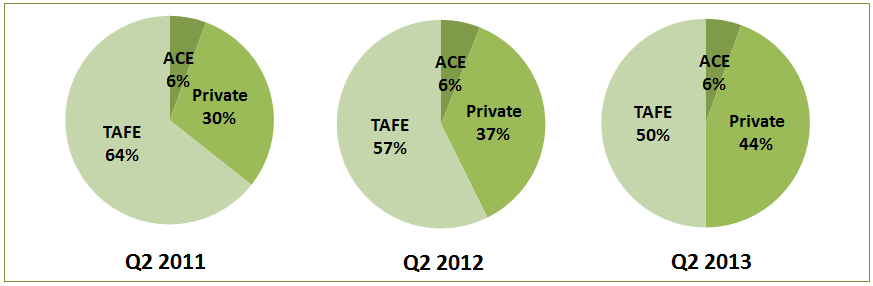 ACE
6%
Private
30%
TAFE
64%
Q2 2011
ACE
6%
Private
37%
TAFE
57%
Q2 2012
ACE
6%
Private
44%
TAFE
50%
Q2 2013